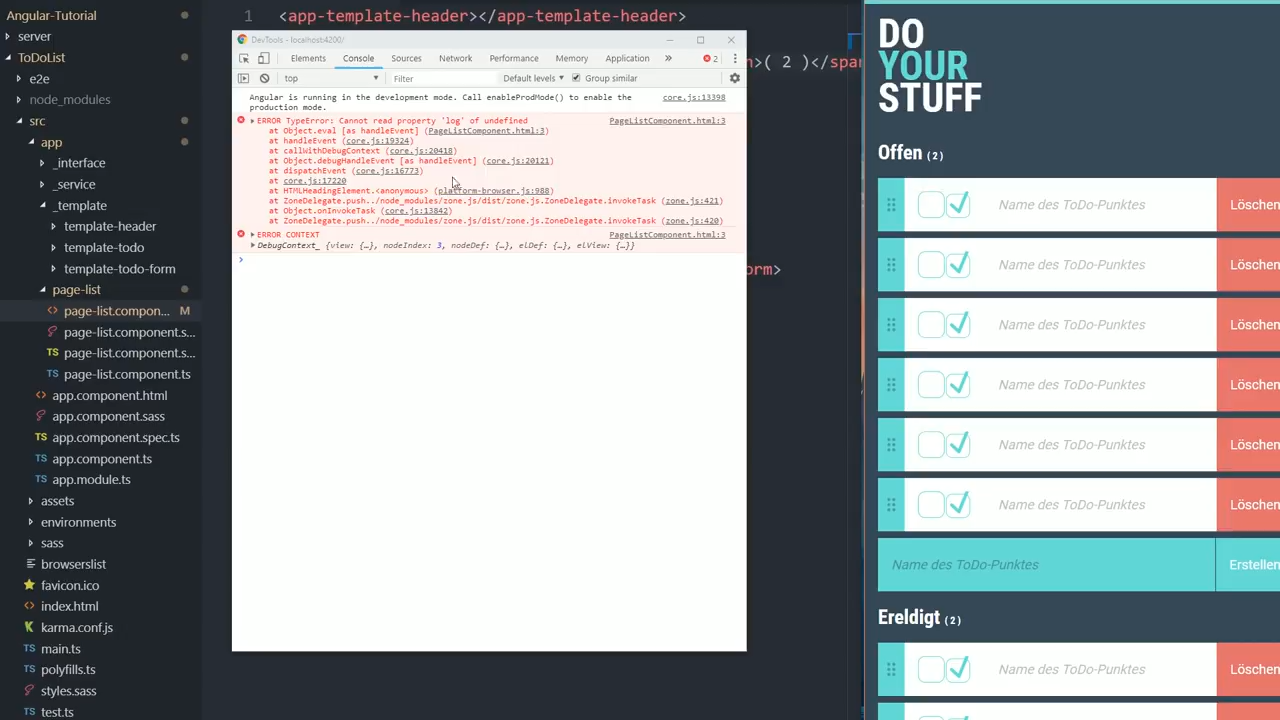 Angular-Tutorial
server
ToDoList
e2e
node_modules
src
app
_interface
_service
_template
template-header
template-todo
template-todo-form
page-list
page-list.compon... M
page-list.component.s...
TS page-list.component.s...
TS page-list.component.ts
app.component.html
app.component.sass
TS app.component.spec.ts
TS app.component.ts
TS app.module.ts
assets
environments
sass
browserslist
favicon.ico
index.html
karma.conf.js
TS main.ts
TS polyfills.ts
styles.sass
TS test.ts
1 <app-template-header></app-template-header>
>( 2 )</spa
orm>
DevTools - localhost:4200/
Elements Console Sources Network Performance Memory Application » 2
top Filter Default levels Group similar
Angular is running in the development mode. Call enableProdMode() to enable the core.js:13398
production mode.
ERROR TypeError: Cannot read property 'log' of undefined PageListComponent.html:3
at Object.eval [as handleEvent] (PageListComponent.html:3)
at handleEvent (core.js:19324)
at callWithDebugContext (core.js:20418)
at Object.debugHandleEvent [as handleEvent] (core.js:20121)
at dispatchEvent (core.js:16773)
at core.js:17220
at HTMLHeadingElement.<anonymous> (platform-browser.js:988)
at ZoneDelegate.push../node_modules/zone.js/dist/zone.js.ZoneDelegate.invokeTask (zone.js:421)
at Object.onInvokeTask (core.js:13842)
at ZoneDelegate.push../node_modules/zone.js/dist/zone.js.ZoneDelegate.invokeTask (zone.js:420)
ERROR CONTEXT PageListComponent.html:3
DebugContext_ {view: {…}, nodeIndex: 3, nodeDef: {…}, elDef: {…}, elView: {…}}
DO
YOUR
STUFF
Offen (2)
Name des ToDo-Punktes Löschen
Name des ToDo-Punktes Löschen
Name des ToDo-Punktes Löschen
Name des ToDo-Punktes Löschen
Name des ToDo-Punktes Löschen
Name des ToDo-Punktes Löschen
Name des ToDo-Punktes Erstellen
Ereldigt (2)
Name des ToDo-Punktes Löschen